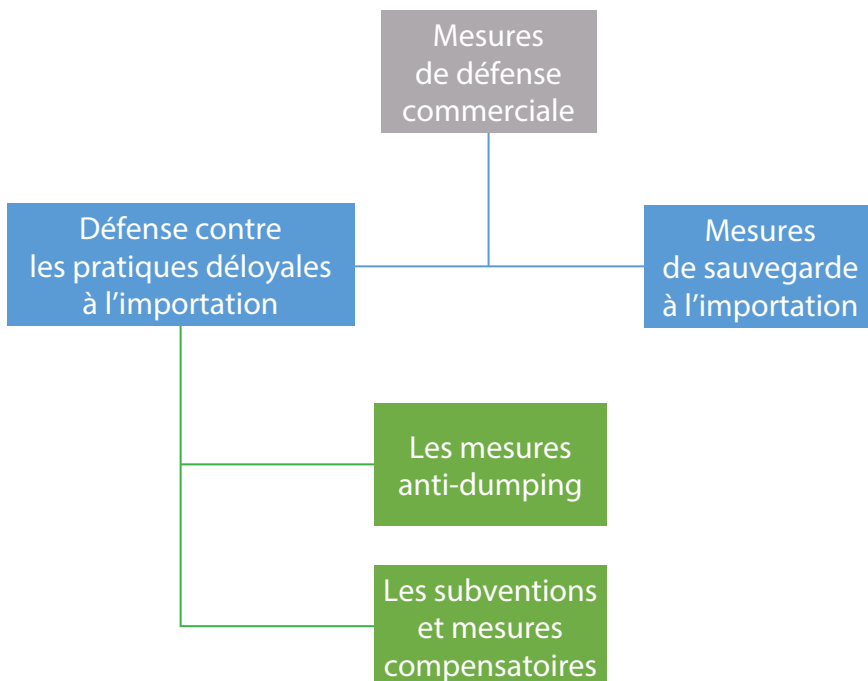 Mesures
de défense
commerciale
Défense contre
les pratiques déloyales
à l’importation
Mesures
de sauvegarde
à l’importation
Les mesures
anti-dumping
Les subventions
et mesures
compensatoires